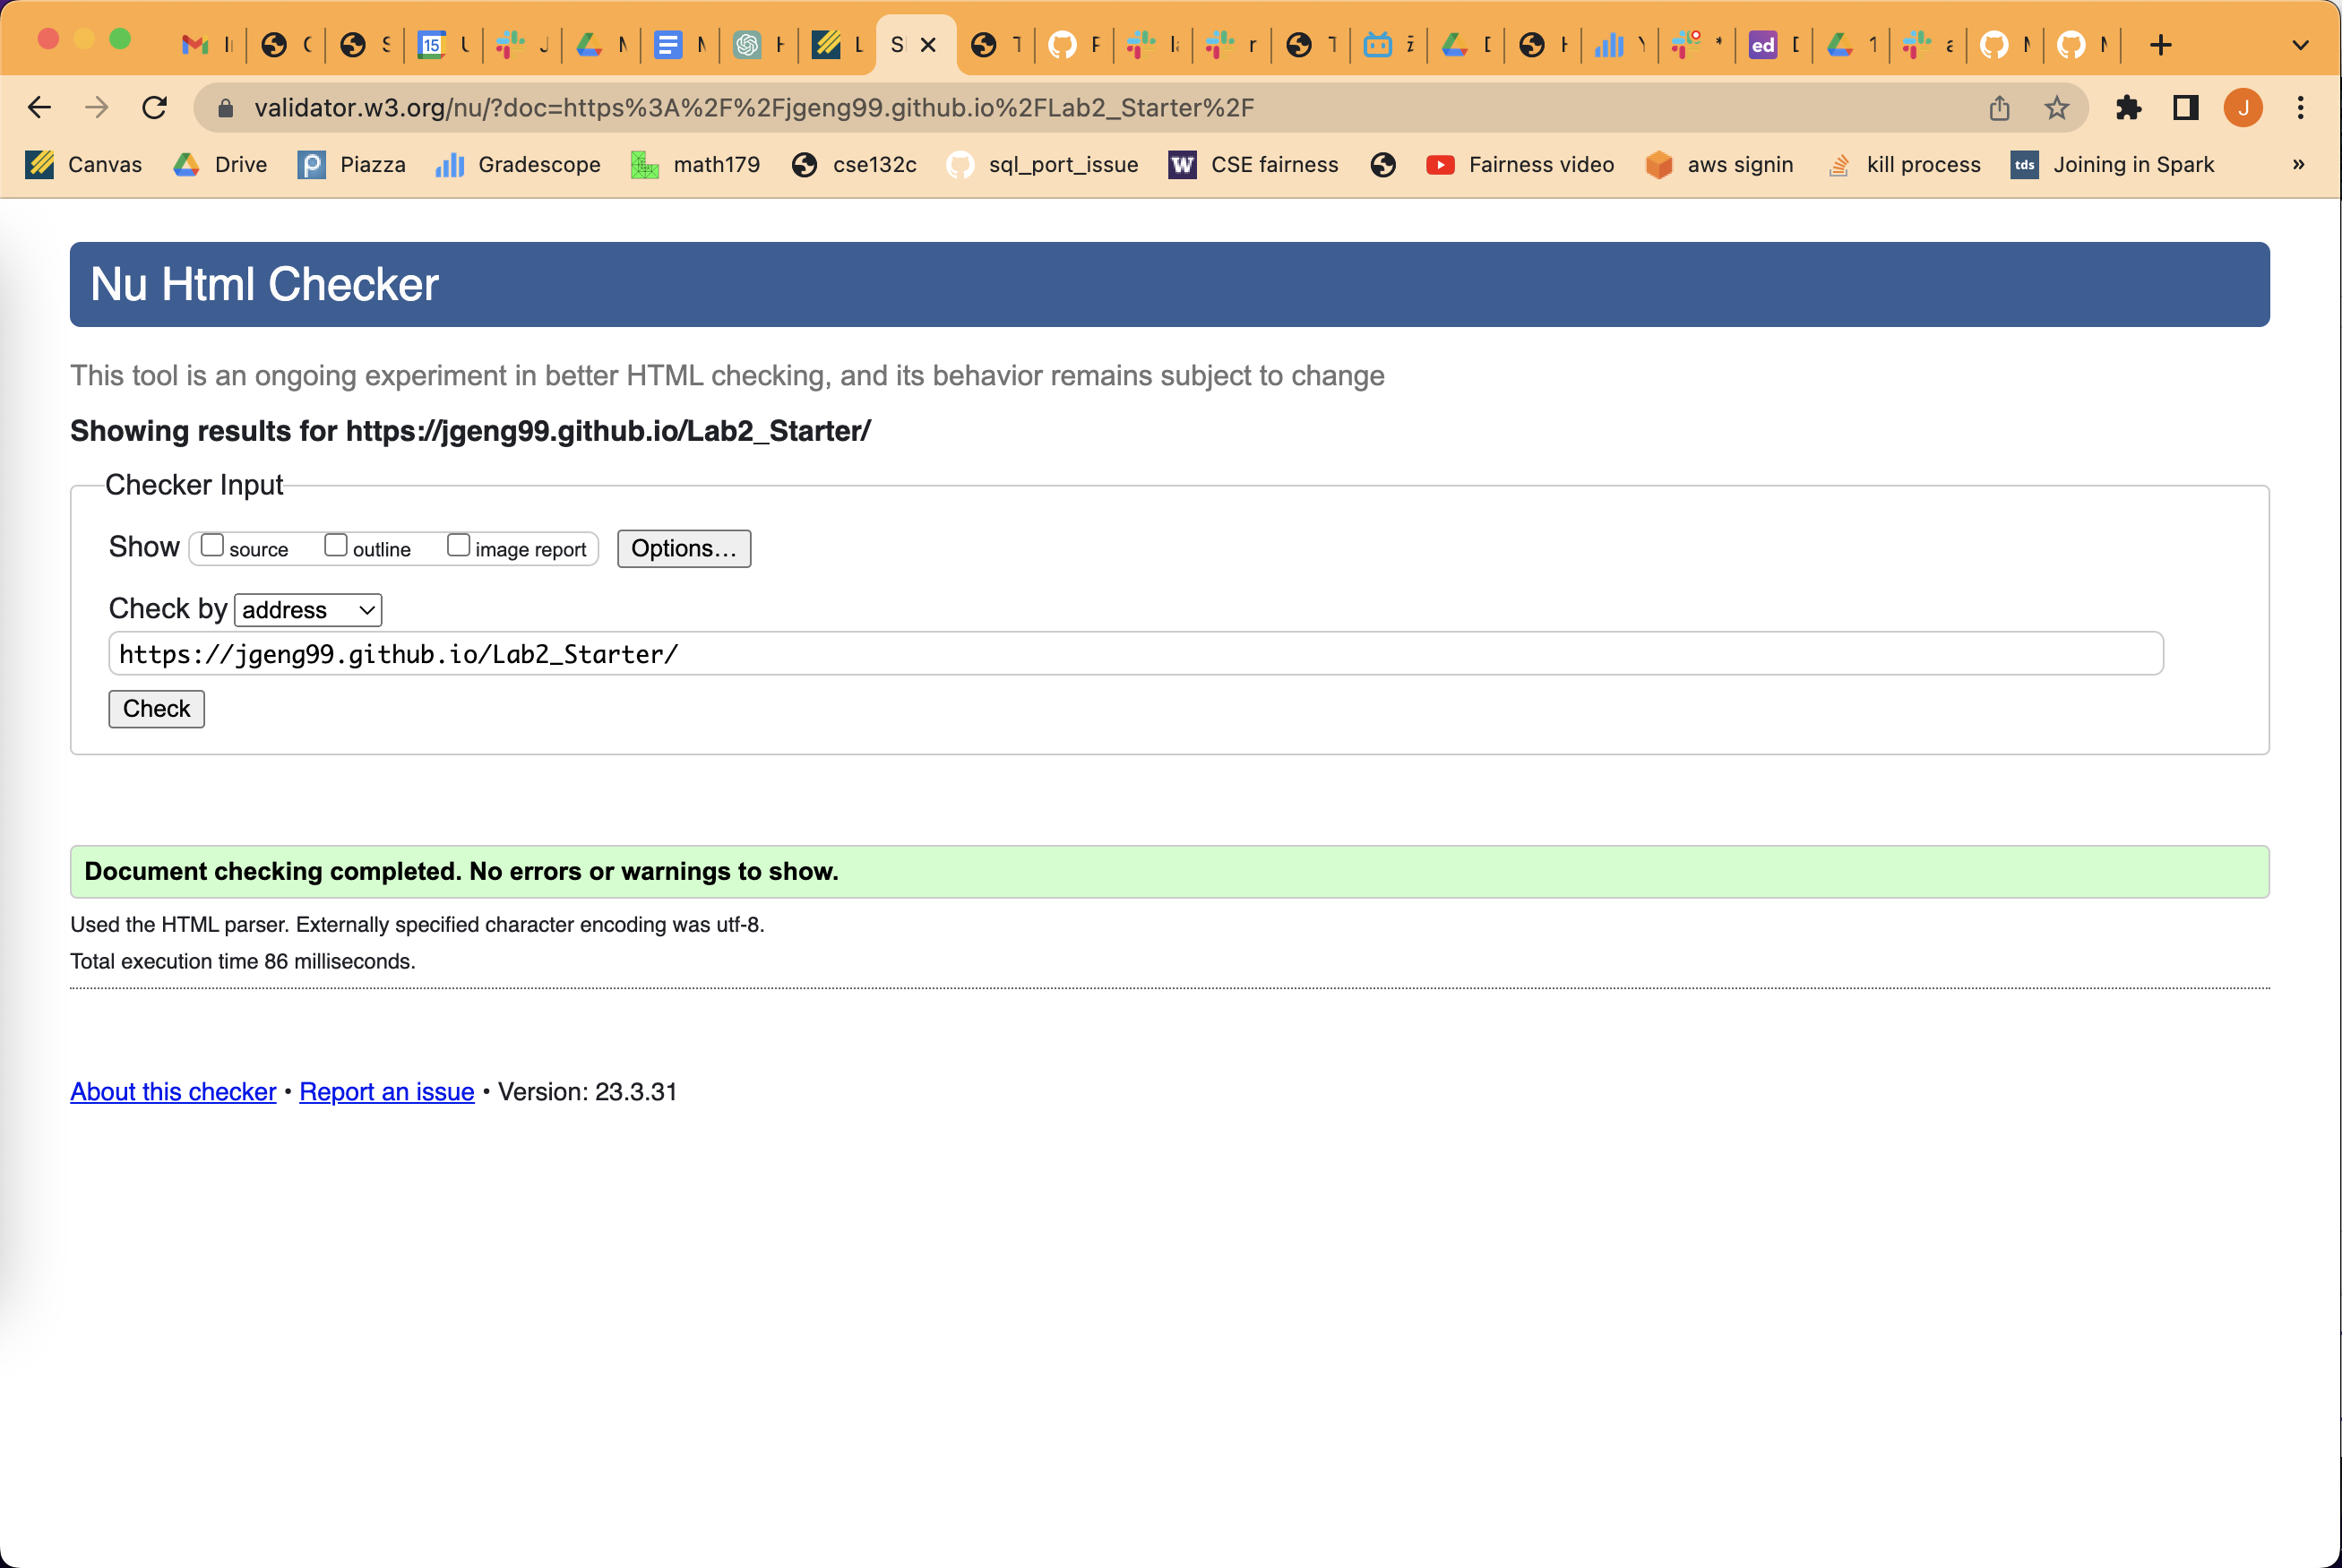 validator.w3.org/nu/?doc=https%3A%2F%2Fjgeng99.github.io%2FLab2_Starter%2F
Canvas Drive Piazza Gradescope math179 cse132c sql_port_issue W CSE fairness Fairness video aws signin kill process tds Joining in Spark »
Nu Html Checker
This tool is an ongoing experiment in better HTML checking, and its behavior remains subject to change
Showing results for https://jgeng99.github.io/Lab2_Starter/
Checker Input
Show source outline image report Options...
Check by address
https://jgeng99.github.io/Lab2_Starter/
Check
Document checking completed. No errors or warnings to show.
Used the HTML parser. Externally specified character encoding was utf-8.
Total execution time 86 milliseconds.
About this checker • Report an issue • Version: 23.3.31